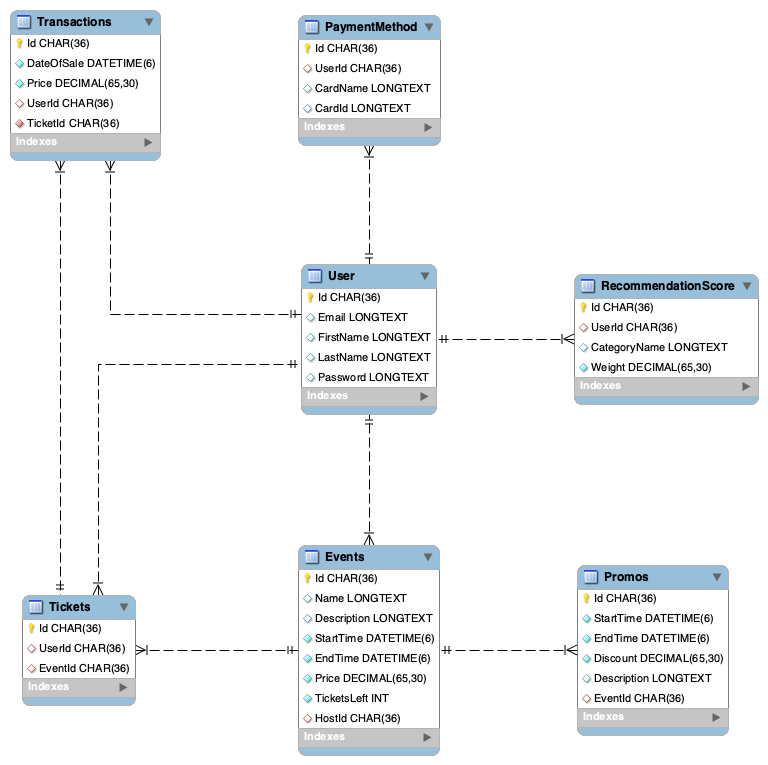 Transactions
Id CHAR(36)
DateOfSale DATETIME(6)
Price DECIMAL(65,30)
UserId CHAR(36)
TicketId CHAR(36)
Indexes
PaymentMethod
Id CHAR(36)
UserId CHAR(36)
CardName LONGTEXT
CardId LONGTEXT
Indexes
User
Id CHAR(36)
Email LONGTEXT
FirstName LONGTEXT
LastName LONGTEXT
Password LONGTEXT
Indexes
RecommendationScore
Id CHAR(36)
UserId CHAR(36)
CategoryName LONGTEXT
Weight DECIMAL(65,30)
Indexes
Tickets
Id CHAR(36)
UserId CHAR(36)
EventId CHAR(36)
Indexes
Events
Id CHAR(36)
Name LONGTEXT
Description LONGTEXT
StartTime DATETIME(6)
EndTime DATETIME(6)
Price DECIMAL(65,30)
TicketsLeft INT
HostId CHAR(36)
Indexes
Promos
Id CHAR(36)
StartTime DATETIME(6)
EndTime DATETIME(6)
Discount DECIMAL(65,30)
Description LONGTEXT
EventId CHAR(36)
Indexes